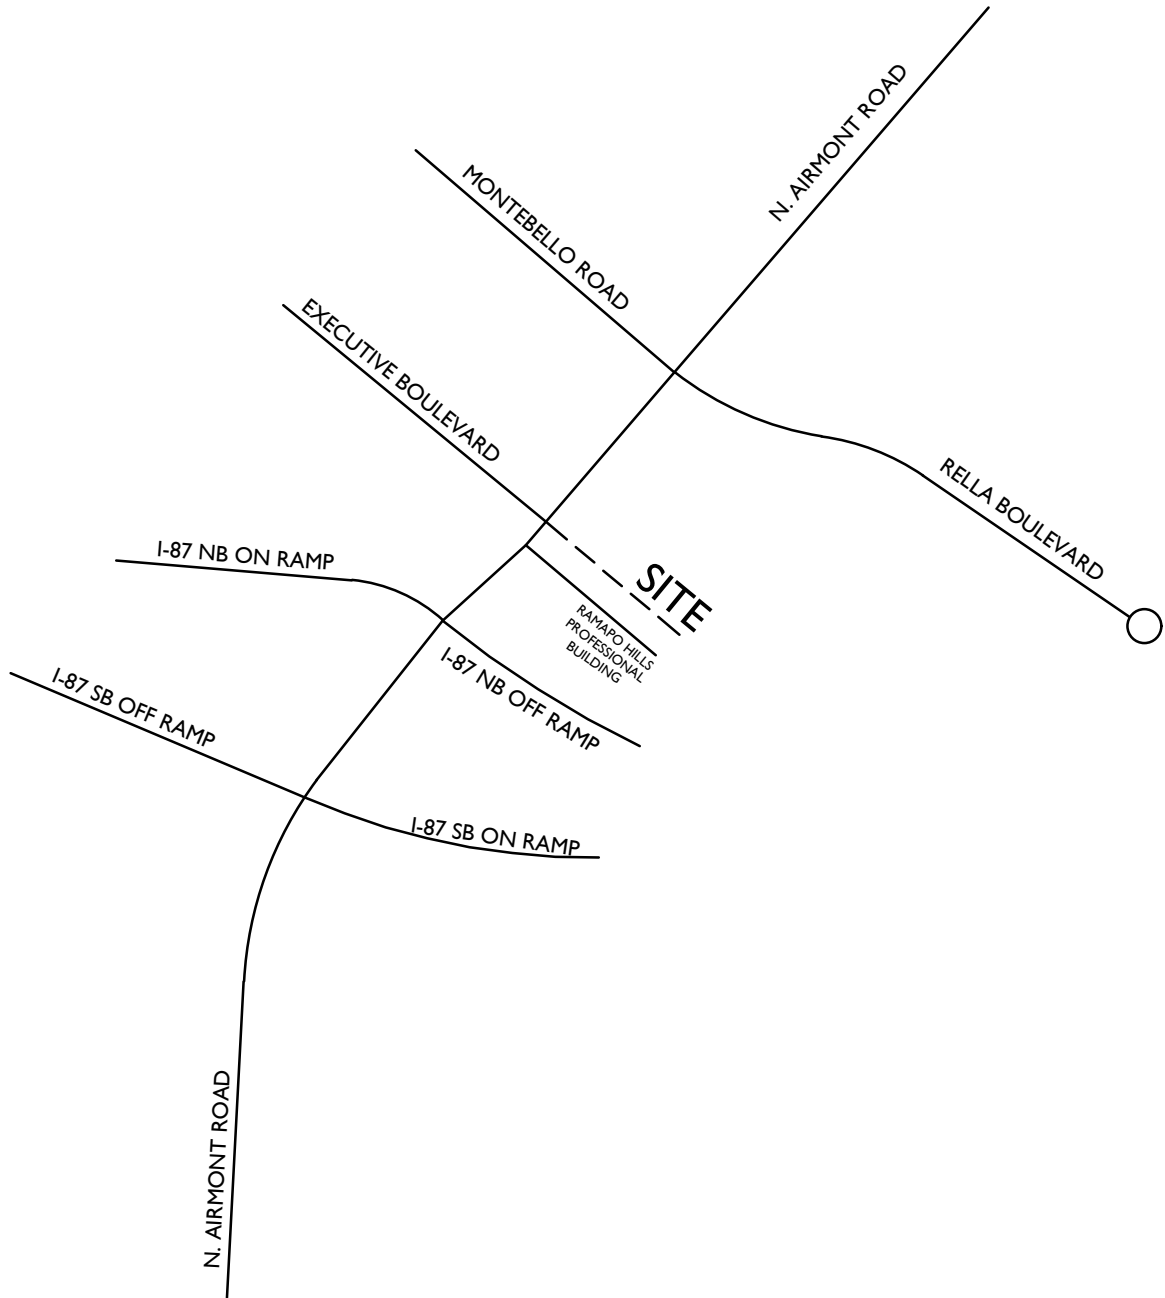 N. AIRMONT ROAD
MONTEBELLO ROAD
EXECUTIVE BOULEVARD
RELLA BOULEVARD
I-87 NB ON RAMP
SITE
RAMAPO HILLS
PROFESSIONAL
BUILDING
I-87 NB OFF RAMP
I-87 SB OFF RAMP
I-87 SB ON RAMP
N. AIRMONT ROAD